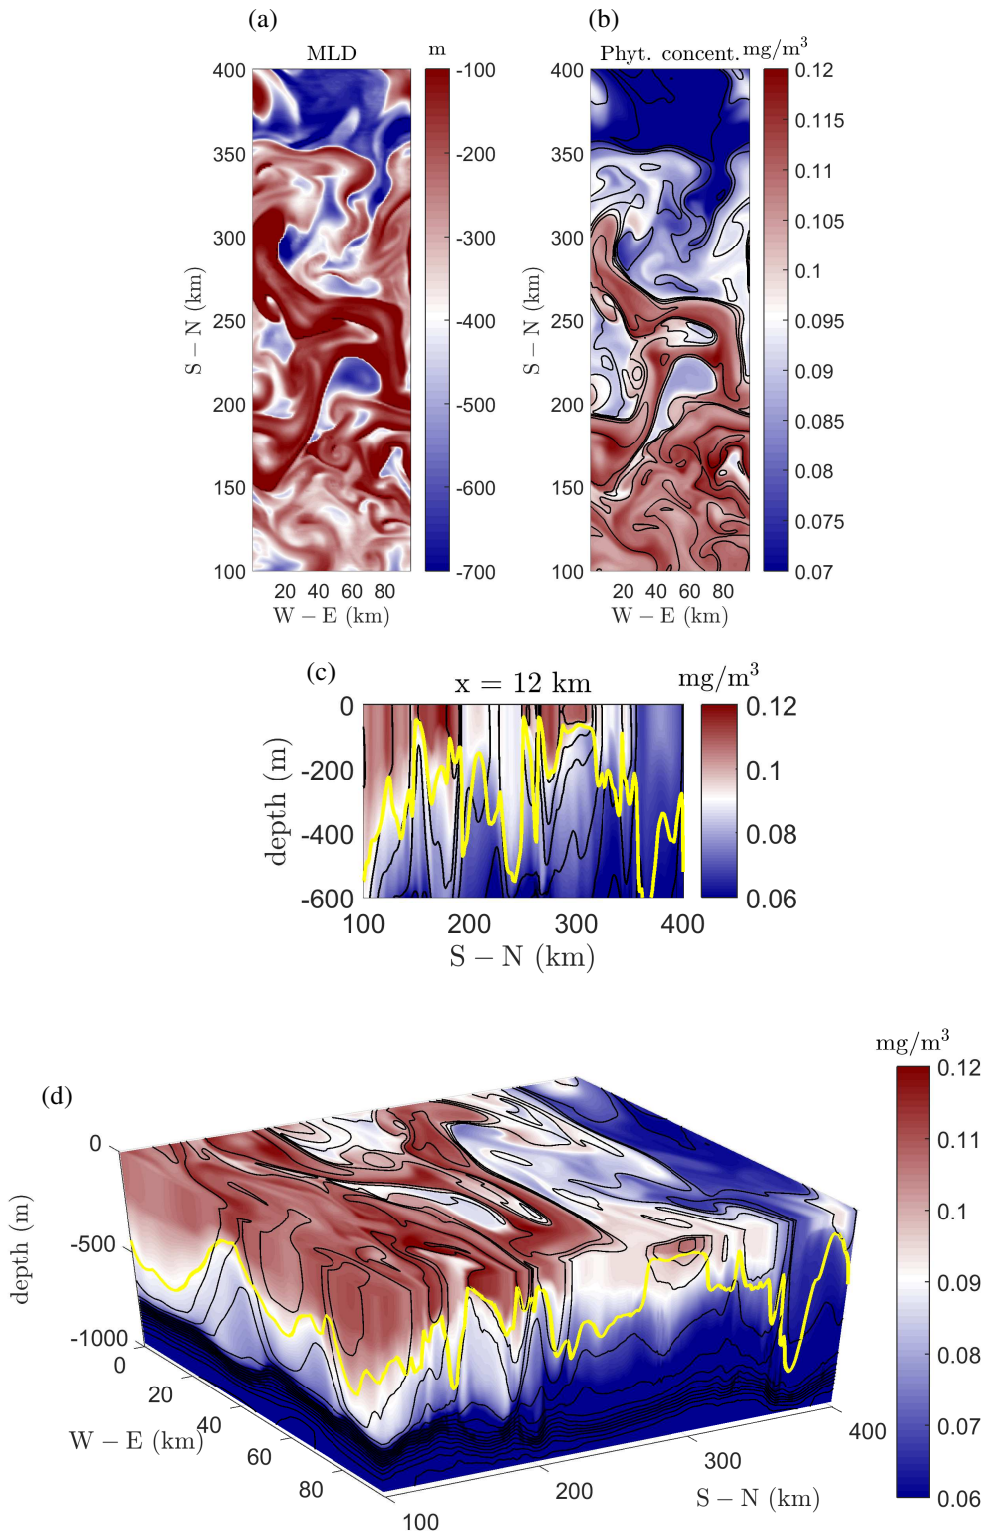 (a)
(b)
MLD
m
Phyt. concent.
mg/m³
400
350
300
250
200
150
100
S – N (km)
20 40 60 80
W – E (km)
-100
-200
-300
-400
-500
-600
-700
400
350
300
250
200
150
100
S – N (km)
20 40 60 80
W – E (km)
0.12
0.115
0.11
0.105
0.1
0.095
0.09
0.085
0.08
0.075
0.07
(c)
x = 12 km
mg/m³
0
-200
-400
-600
depth (m)
100 200 300 400
S – N (km)
0.12
0.1
0.08
0.06
(d)
mg/m³
0
-500
-1000
depth (m)
0
20
40
60
80
W – E (km)
100
200
300
400
S – N (km)
0.12
0.11
0.1
0.09
0.08
0.07
0.06